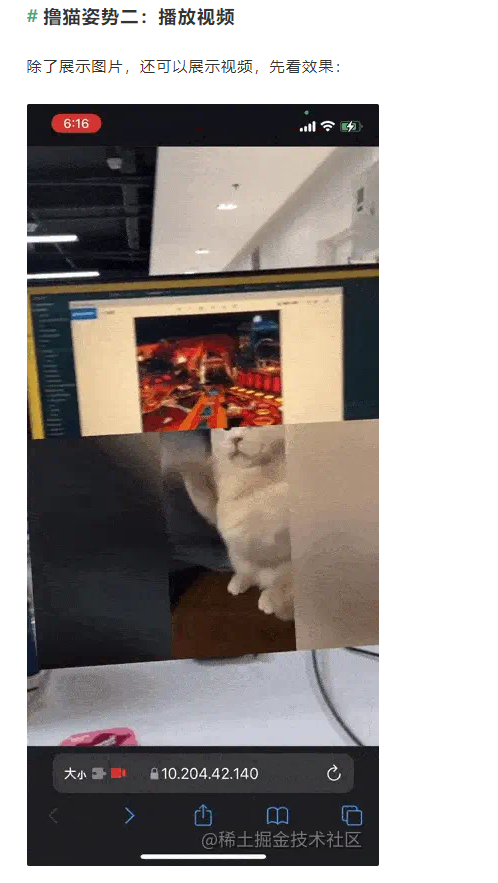 # 撸猫姿势二：播放视频
除了展示图片，还可以展示视频，先看效果：
6:16
大小 10.204.42.140
@稀土掘金技术社区